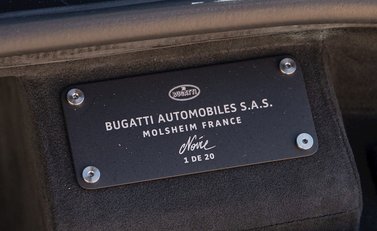 BUGATTI
BUGATTI AUTOMOBILES S.A.S.
MOLSHEIM FRANCE
Noire
1 DE 20